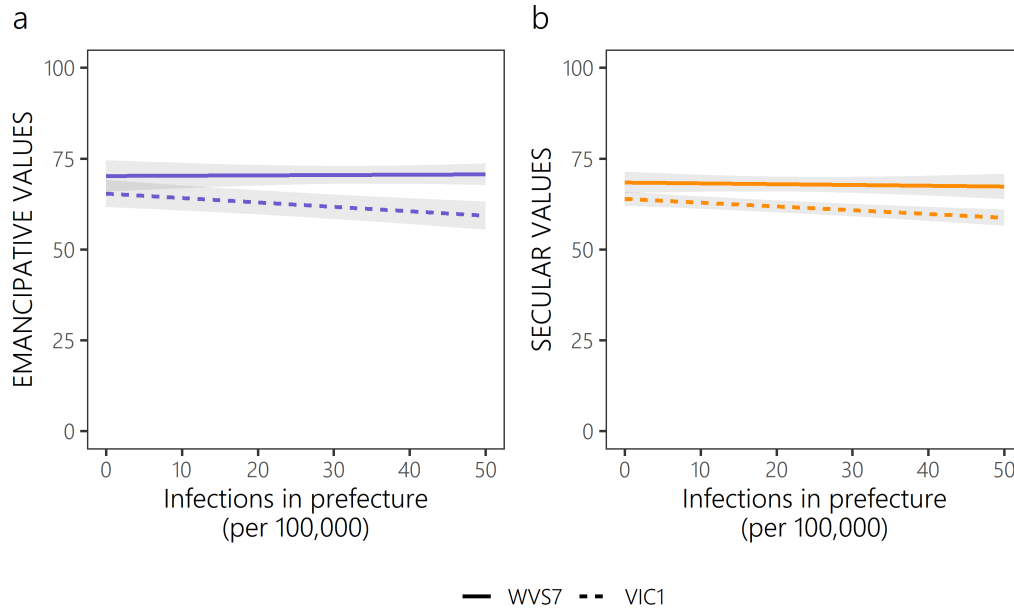 a
EMANCIPATIVE VALUES
100
75
50
25
0
0 10 20 30 40 50
Infections in prefecture
(per 100,000)
b
SECULAR VALUES
100
75
50
25
0
0 10 20 30 40 50
Infections in prefecture
(per 100,000)
WVS7 VIC1